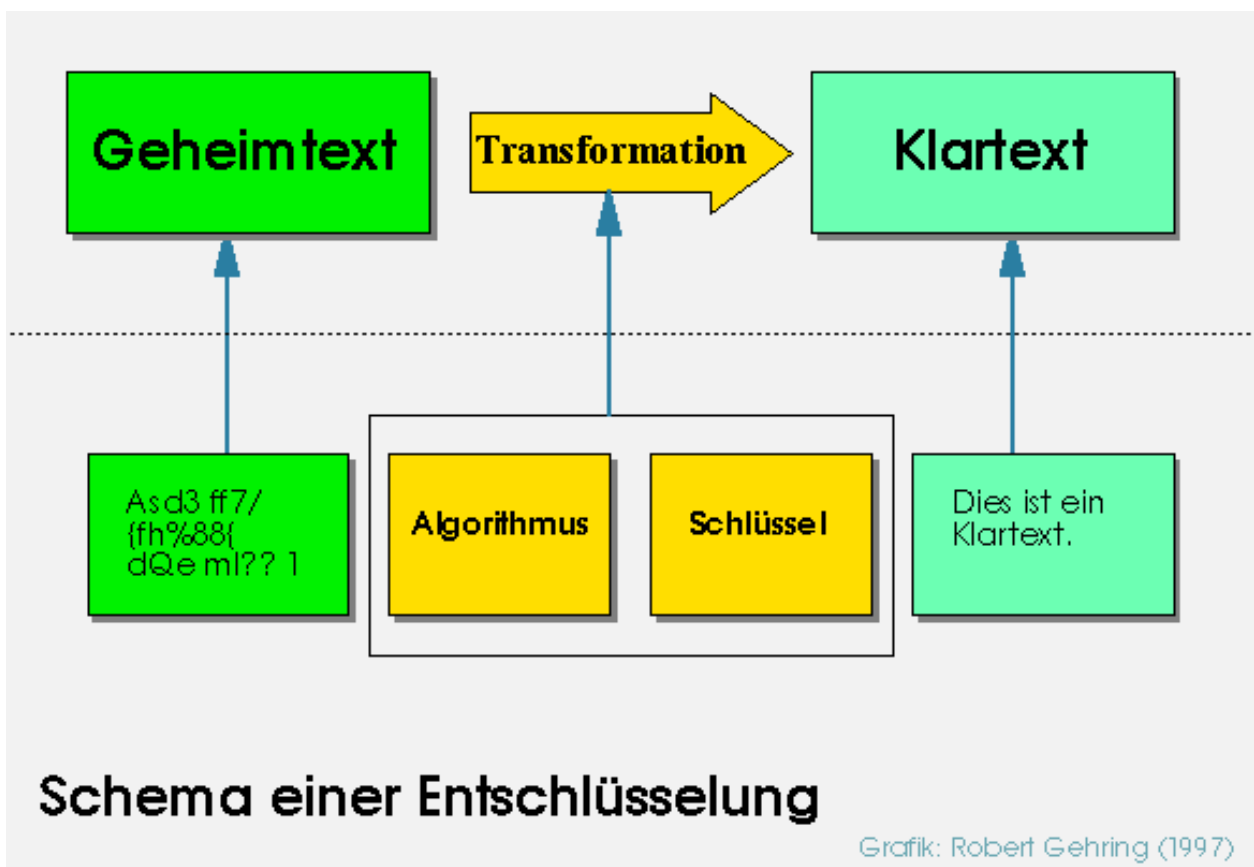 Geheimtext
Transformation
Klartext
Asd3 ff7/
{fh%88{
dQe ml?? 1
Algorithmus
Schlüssel
Dies ist ein
Klartext.
Schema einer Entschlüsselung
Grafik: Robert Gehring (1997)